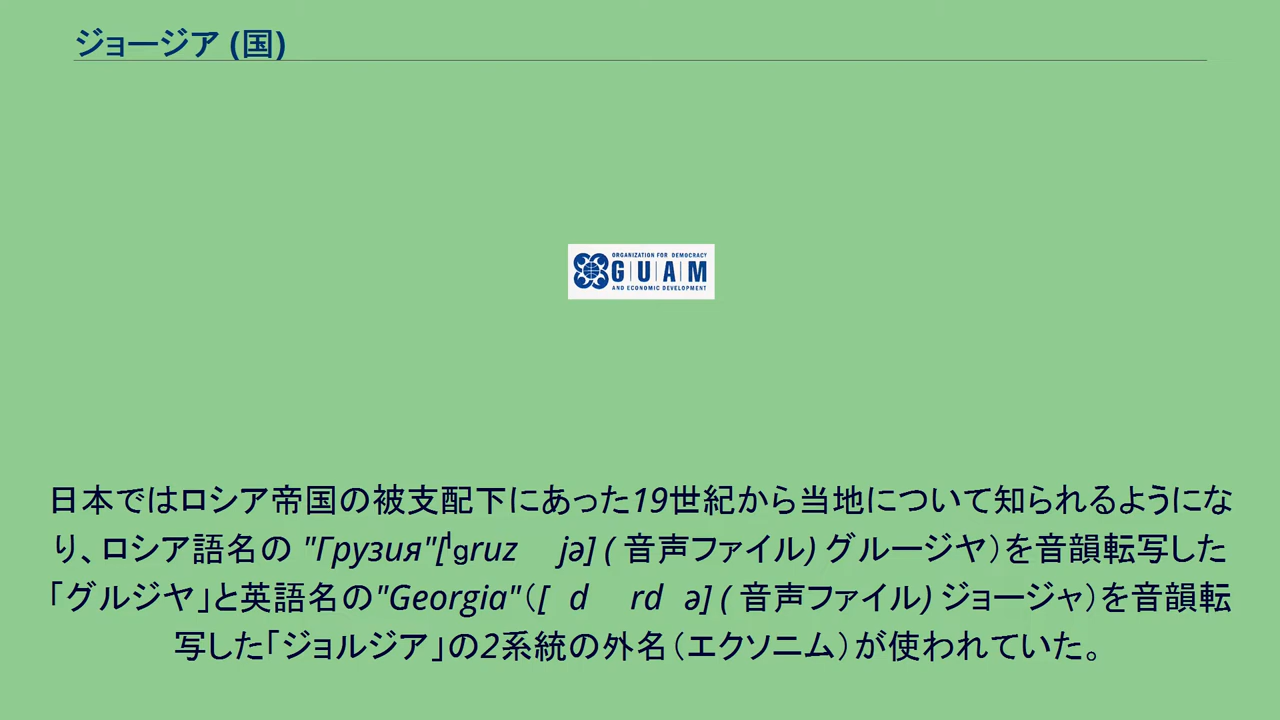 ジョージア (国)
ORGANIZATION FOR DEMOCRACY
GUAM
AND ECONOMIC DEVELOPMENT
日本ではロシア帝国の被支配下にあった19世紀から当地について知られるようにな
り、ロシア語名の "Грузия"[ˈɡruz ja] ( 音声ファイル) グルージヤ）を音韻転写した
「グルジヤ」と英語名の"Georgia"（[ d rd ə] ( 音声ファイル) ジョージャ）を音韻転
写した「ジョルジア」の2系統の外名（エクソニム）が使われていた。